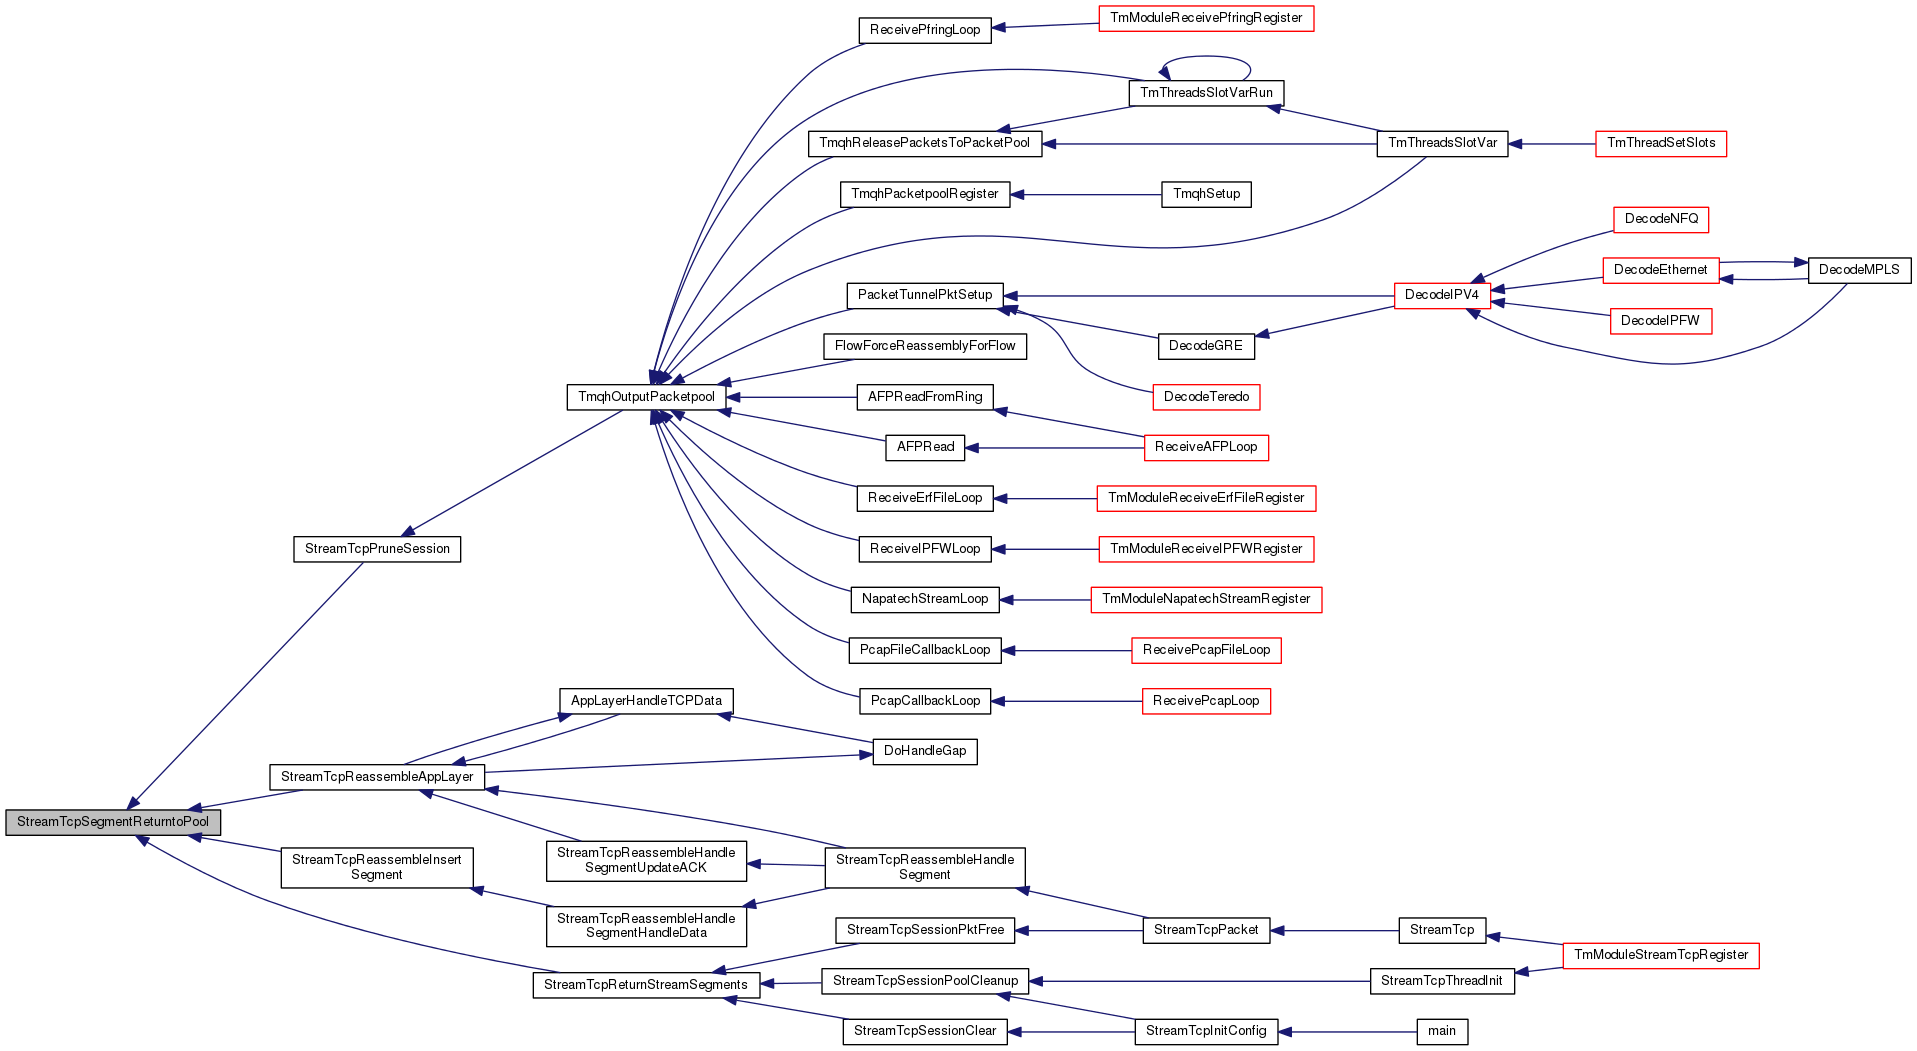 TmModuleReceivePfringRegister
ReceivePfringLoop
TmThreadsSlotVarRun
TmqhReleasePacketsToPacketPool
TmThreadsSlotVar
TmThreadSetSlots
TmqhPacketpoolRegister
TmqhSetup
DecodeNFQ
DecodeEthernet
DecodeMPLS
PacketTunnelPktSetup
DecodeIPV4
DecodeIPFW
FlowForceReassemblyForFlow
DecodeGRE
TmqhOutputPacketpool
AFPReadFromRing
DecodeTeredo
AFPRead
ReceiveAFPLoop
ReceiveErfFileLoop
TmModuleReceiveErfFileRegister
StreamTcpPruneSession
ReceiveIPFWLoop
TmModuleReceiveIPFWRegister
NapatechStreamLoop
TmModuleNapatechStreamRegister
PcapFileCallbackLoop
ReceivePcapFileLoop
AppLayerHandleTCPData
PcapCallbackLoop
ReceivePcapLoop
DoHandleGap
StreamTcpReassembleAppLayer
StreamTcpSegmentReturntoPool
StreamTcpReassembleInsert
Segment
StreamTcpReassembleHandle
SegmentUpdateACK
StreamTcpReassembleHandle
Segment
StreamTcpReassembleHandle
SegmentHandleData
StreamTcpSessionPktFree
StreamTcpPacket
StreamTcp
TmModuleStreamTcpRegister
StreamTcpReturnStreamSegments
StreamTcpSessionPoolCleanup
StreamTcpThreadInit
StreamTcpSessionClear
StreamTcpInitConfig
main